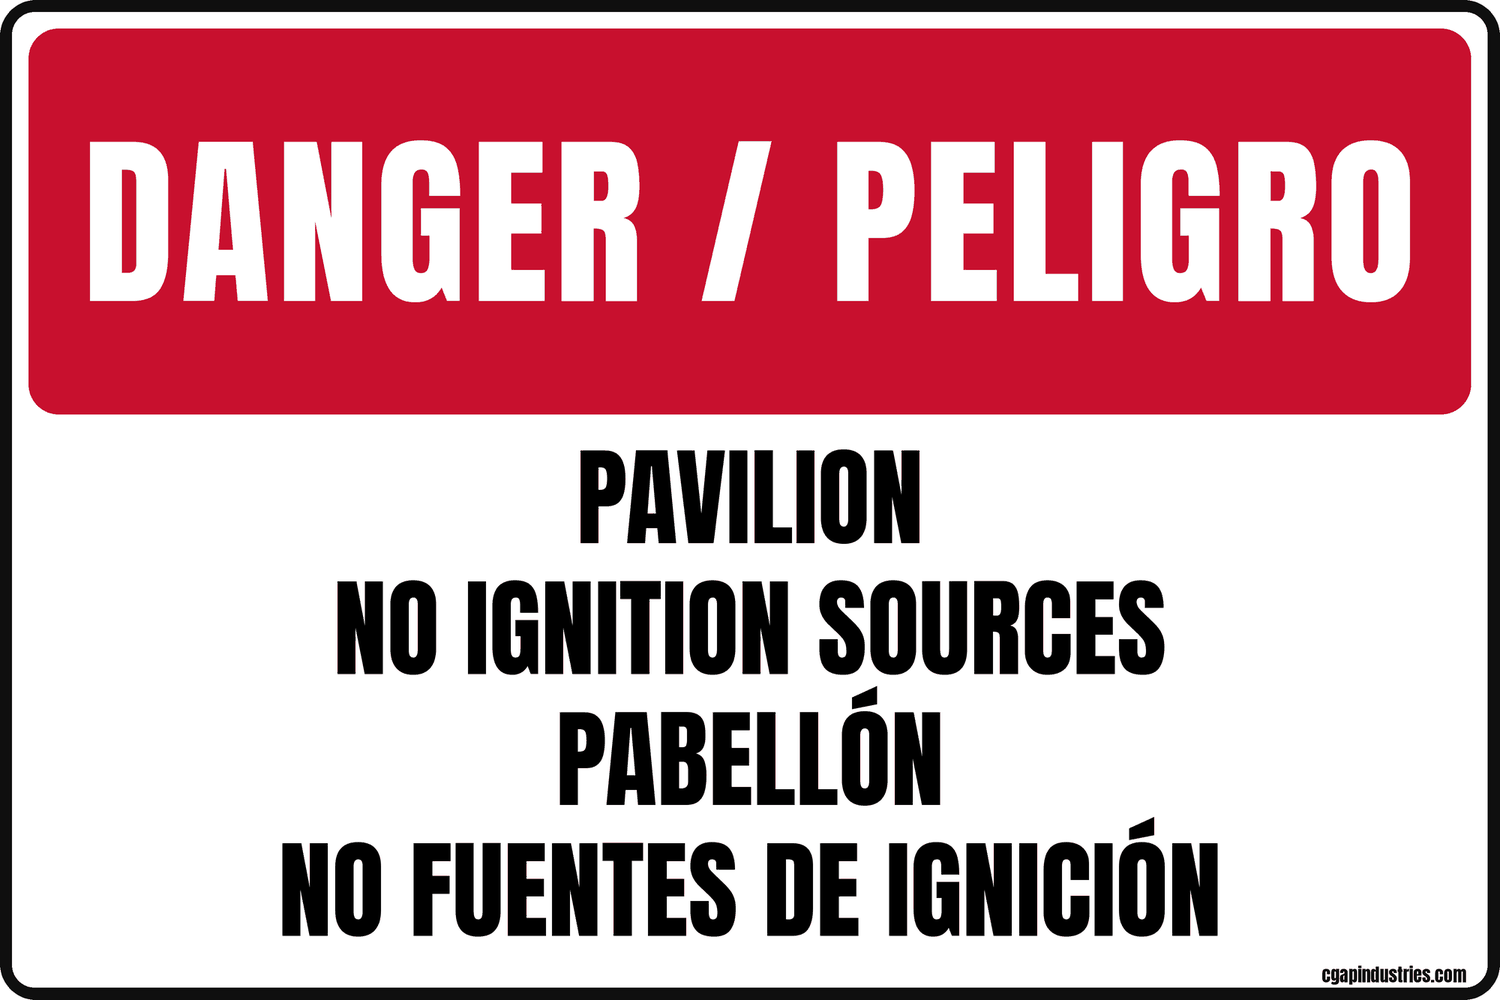 DANGER / PELIGRO
PAVILION
NO IGNITION SOURCES
PABELLÓN
NO FUENTES DE IGNICIÓN
cgapindustries.com